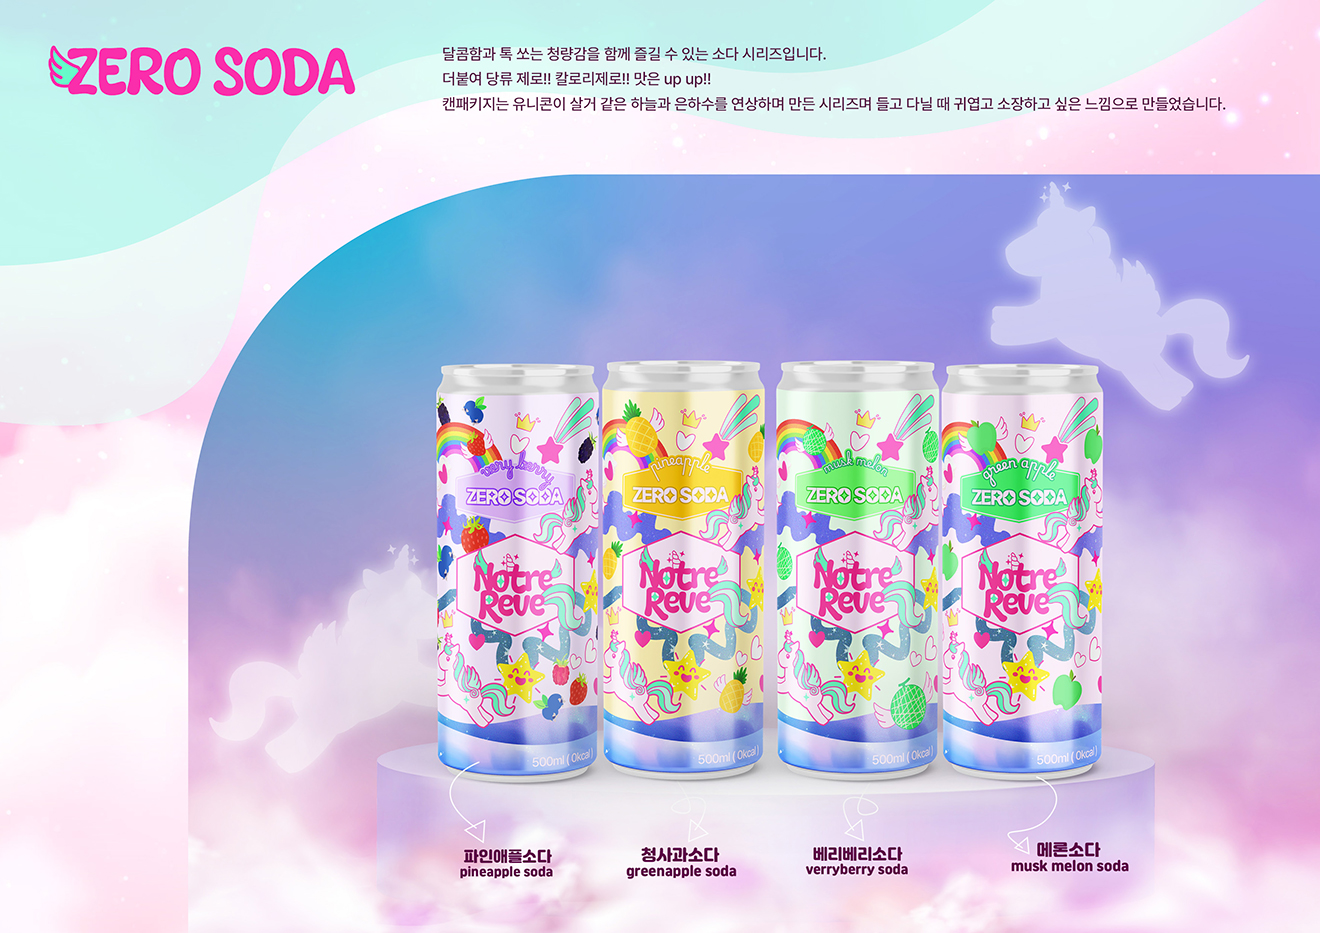 ZERO SODA
달콤함과 톡 쏘는 청량감을 함께 즐길 수 있는 소다 시리즈입니다.
더불여 당류 제로!! 칼로리제로!! 맛은 up up!!
캔패키지는 유니콘이 살거 같은 하늘과 은하수를 연상하며 만든 시리즈며 들고 다닐 때 귀엽고 소장하고 싶은 느낌으로 만들었습니다.
very berry
ZERO SODA
Notre
Reve
500ml ( 0kcal )
pineapple
ZERO SODA
Notre
Reve
500ml ( 0kcal )
musk melon
ZERO SODA
Notre
Reve
500ml ( 0kcal )
green apple
ZERO SODA
Notre
Reve
500ml ( 0kcal )
파인애플소다
pineapple soda
청사과소다
greenapple soda
베리베리소다
verryberry soda
메론소다
musk melon soda